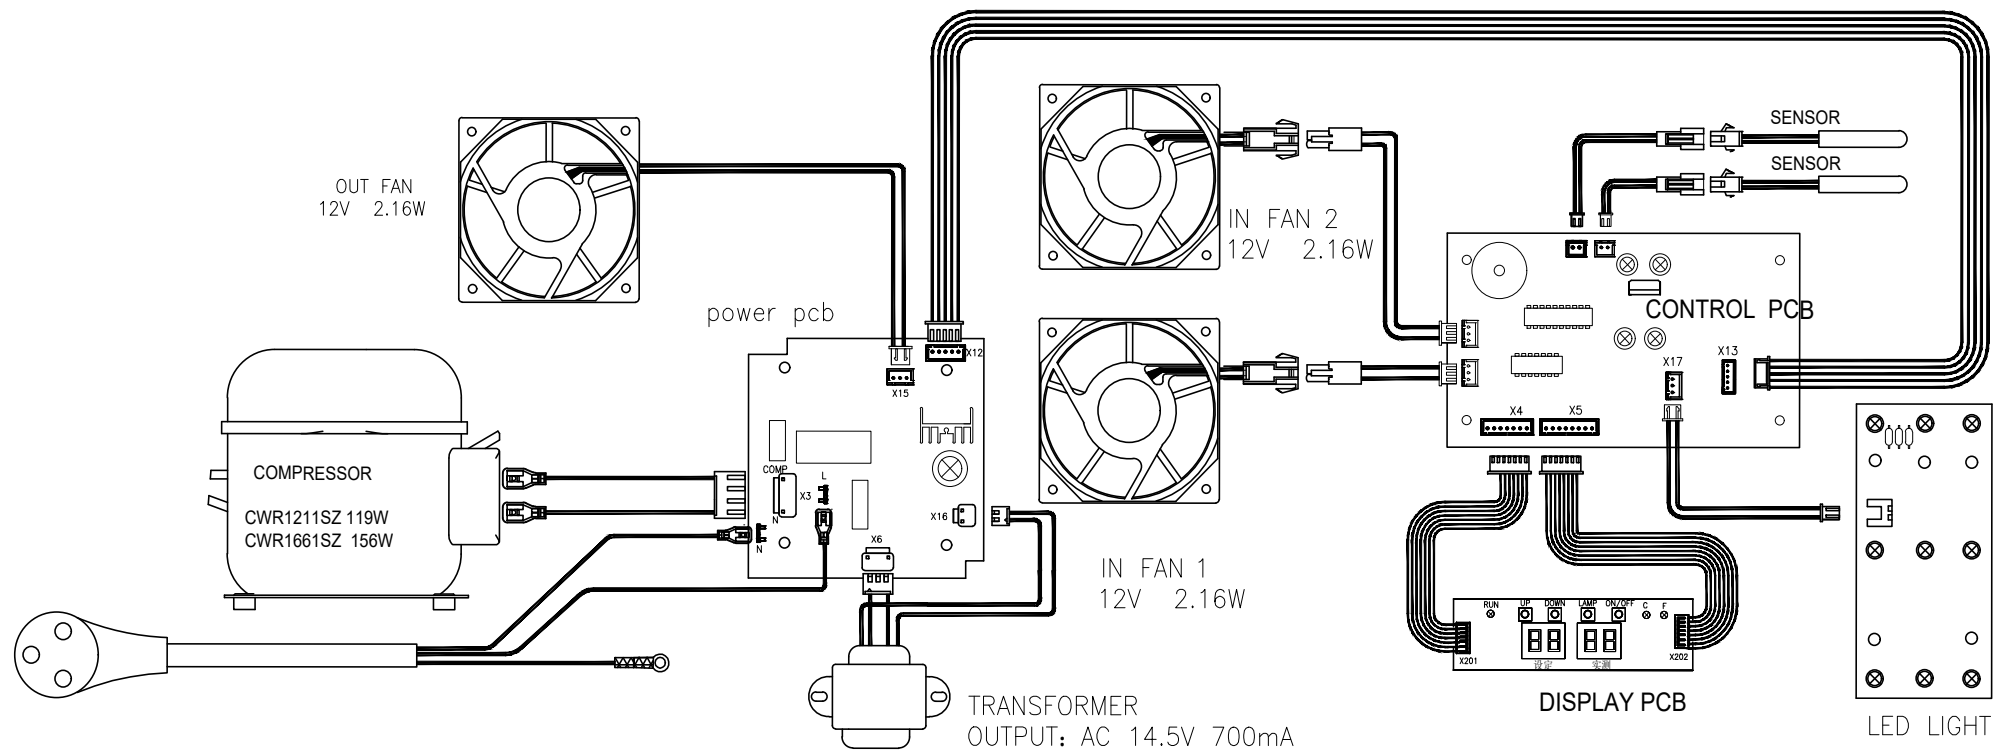 SENSOR
SENSOR
OUT FAN
12V 2.16W
IN FAN 2
12V 2.16W
power pcb
CONTROL PCB
X12
X15
X17
X13
X4
X5
COMPRESSOR
CWR1211SZ 119W
CWR1661SZ 156W
COMP
L
X3
N
N
X16
X6
IN FAN 1
12V 2.16W
RUN
UP
DOWN
LAMP
ON/OFF
C
F
X201
X202
设定
实测
DISPLAY PCB
TRANSFORMER
OUTPUT: AC 14.5V 700mA
LED LIGHT